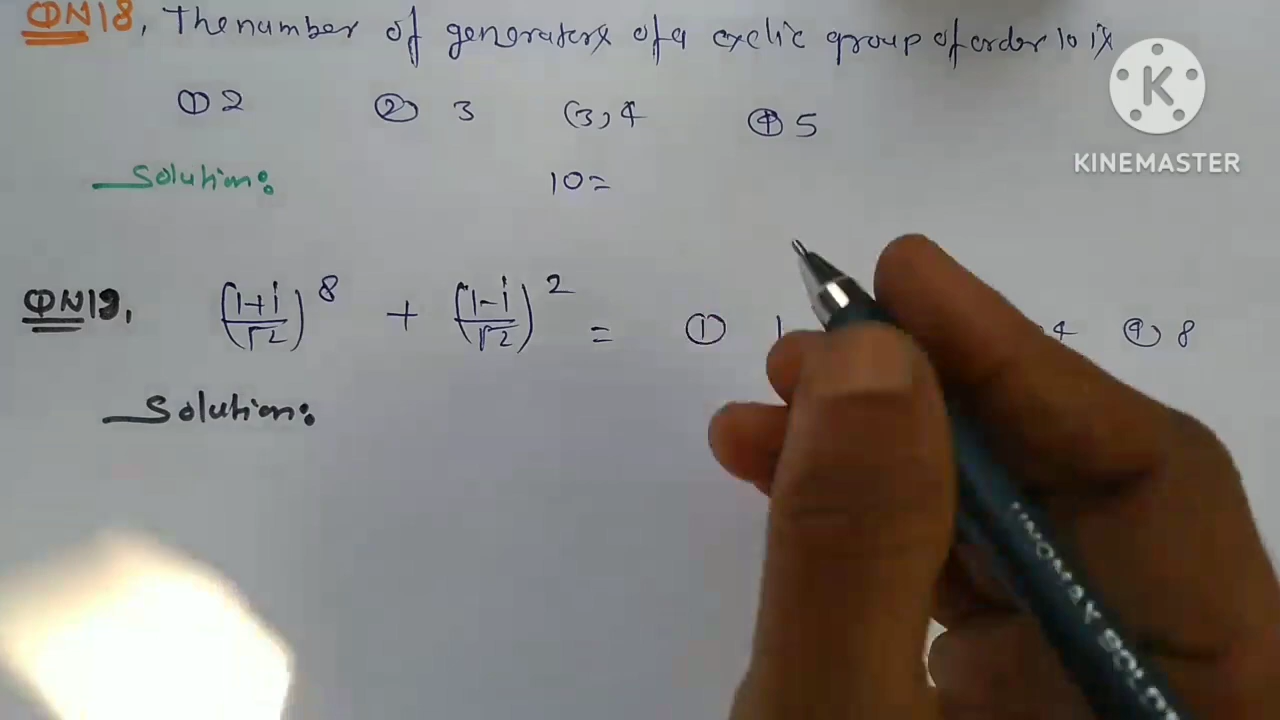 QN18. The number of generators of a cyclic group of order 10 is
① 2 ② 3 (3) 4 ④ 5
Solution: 10=
QN19. ((1+i)/√2)^8 + ((1-i)/√2)^2 = ① 1 4 ④ 8
Solution:
K
KINEMASTER